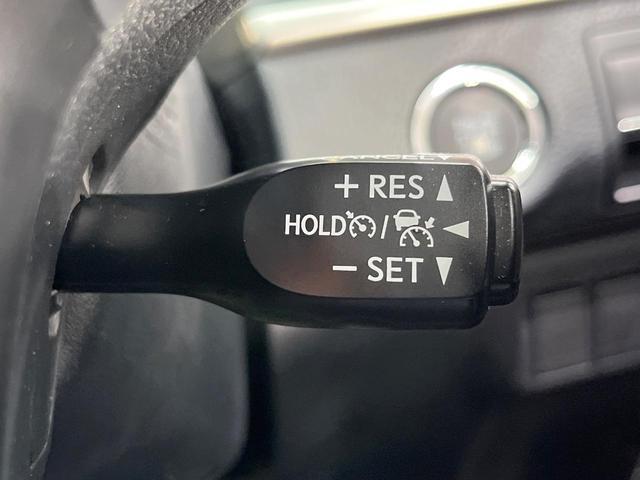 + RES ▲
HOLD / ◀
− SET ▼